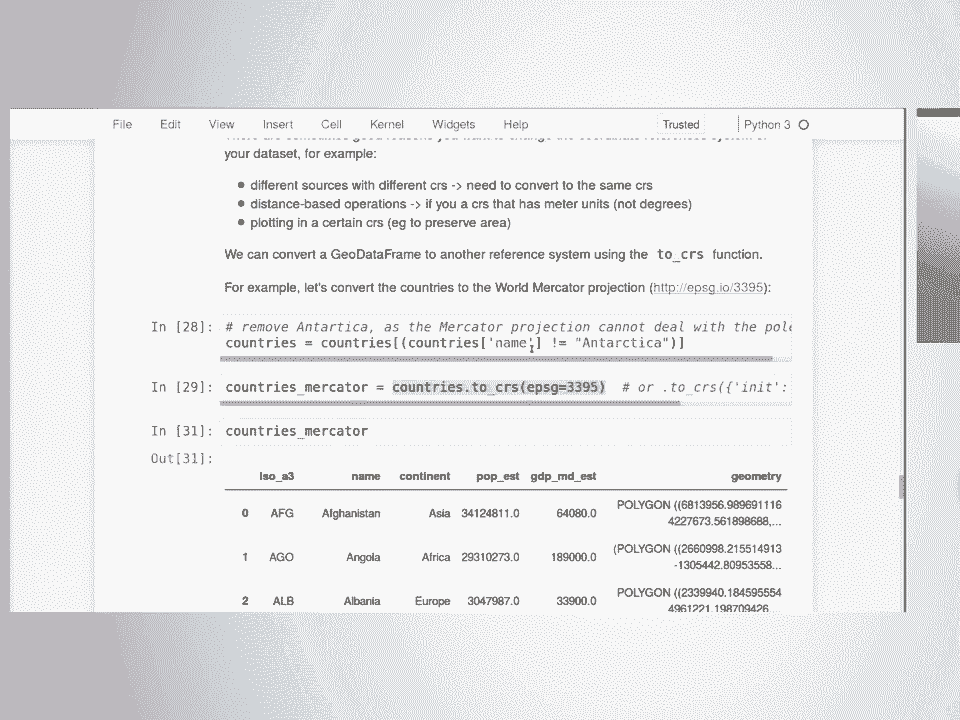 File Edit View Insert Cell Kernel Widgets Help Trusted Python 3
your dataset, for example:
different sources with different crs -> need to convert to the same crs
distance-based operations -> if you a crs that has meter units (not degrees)
plotting in a certain crs (eg to preserve area)
We can convert a GeoDataFrame to another reference system using the to_crs function.
For example, let's convert the countries to the World Mercator projection (http://epsg.io/3395):
In [28]: # remove Antartica, as the Mercator projection cannot deal with the pole
countries = countries[(countries['name'] != "Antarctica")]
In [29]: countries_mercator = countries.to_crs(epsg=3395) # or .to_crs({'init':
In [31]: countries_mercator
Out[31]:
iso_a3 name continent pop_est gdp_md_est geometry
0 AFG Afghanistan Asia 34124811.0 64080.0 POLYGON ((6813956.989691116
4227673.561898688,...
1 AGO Angola Africa 29310273.0 189000.0 (POLYGON ((2660998.215514913
-1305442.80953558...
2 ALB Albania Europe 3047987.0 33900.0 POLYGON ((2339940.184595554
4961221.198709426...